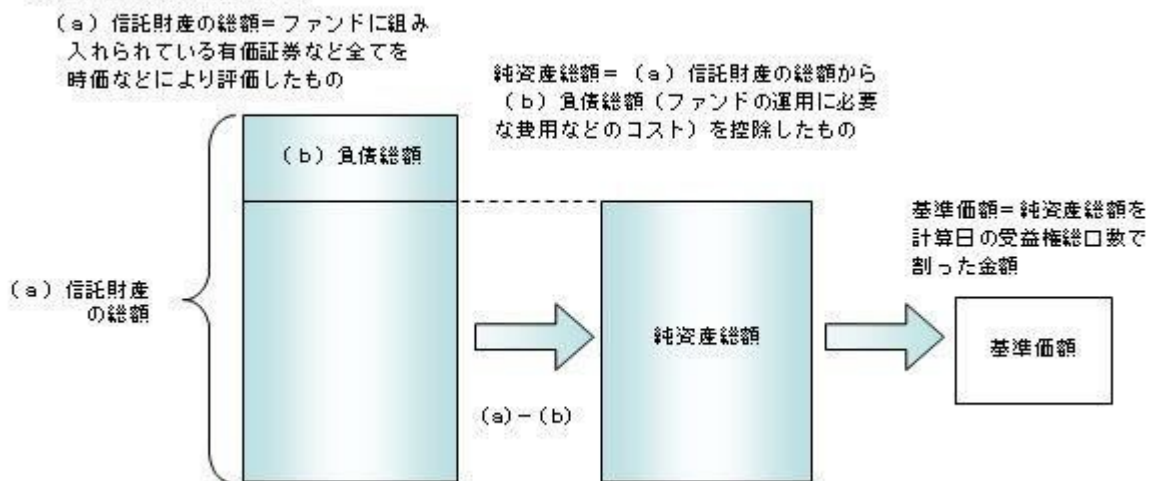 (a) 信託財産の総額=ファンドに組み
入れられている有価証券など全てを
時価などにより評価したもの
純資産総額= (a) 信託財産の総額から
(b) 負債総額 (ファンドの運用に必要
な費用などのコスト) を控除したもの
(b) 負債総額
基準価額=純資産総額を
計算日の受益権総口数で
割った金額
(a) 信託財産
の総額
純資産総額
基準価額
(a)-(b)